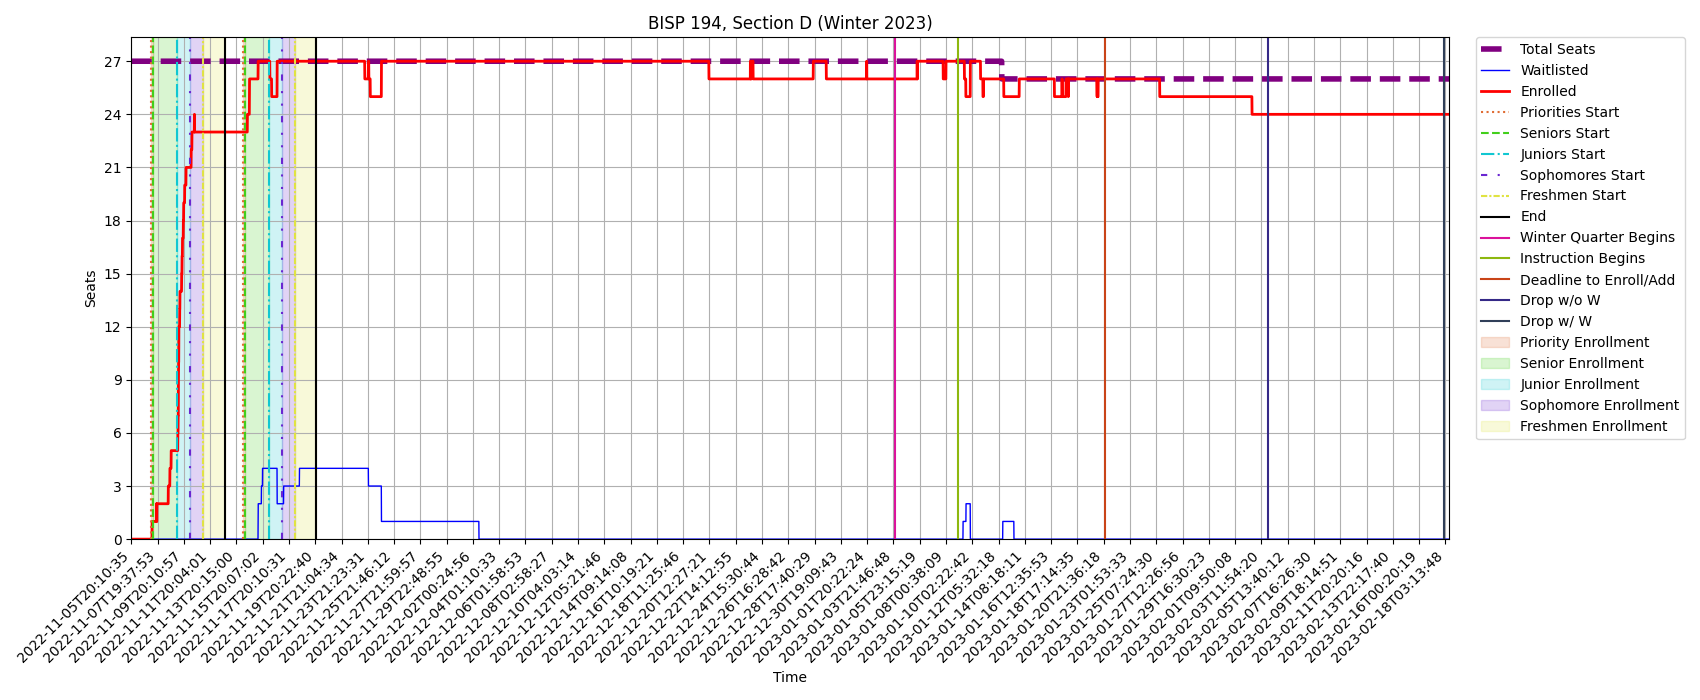 BISP 194, Section D (Winter 2023)
Seats
27
24
21
18
15
12
9
6
3
0
2022-11-05T20:10:35
2022-11-07T19:37:53
2022-11-09T20:10:57
2022-11-11T20:04:01
2022-11-13T20:15:00
2022-11-15T20:07:02
2022-11-17T20:10:31
2022-11-19T20:22:40
2022-11-21T21:04:34
2022-11-23T21:23:31
2022-11-25T21:46:12
2022-11-27T21:59:57
2022-11-29T22:48:55
2022-12-02T00:24:56
2022-12-04T01:10:33
2022-12-06T01:58:53
2022-12-08T02:58:27
2022-12-10T04:03:14
2022-12-12T05:21:46
2022-12-14T09:14:08
2022-12-16T10:19:21
2022-12-18T11:25:46
2022-12-20T12:27:21
2022-12-22T14:12:55
2022-12-24T15:30:44
2022-12-26T16:28:42
2022-12-28T17:40:29
2022-12-30T19:09:43
2023-01-01T20:22:24
2023-01-03T21:46:48
2023-01-05T23:15:19
2023-01-08T00:38:09
2023-01-10T02:22:42
2023-01-12T05:32:18
2023-01-14T08:18:11
2023-01-16T12:35:53
2023-01-18T17:14:35
2023-01-20T21:36:18
2023-01-23T01:53:33
2023-01-25T07:24:30
2023-01-27T12:26:56
2023-01-29T16:30:23
2023-02-01T09:50:08
2023-02-03T11:54:20
2023-02-05T13:40:12
2023-02-07T16:26:30
2023-02-09T18:14:51
2023-02-11T20:20:16
2023-02-13T22:17:40
2023-02-16T00:20:19
2023-02-18T03:13:48
Time
Total Seats
Waitlisted
Enrolled
Priorities Start
Seniors Start
Juniors Start
Sophomores Start
Freshmen Start
End
Winter Quarter Begins
Instruction Begins
Deadline to Enroll/Add
Drop w/o W
Drop w/ W
Priority Enrollment
Senior Enrollment
Junior Enrollment
Sophomore Enrollment
Freshmen Enrollment